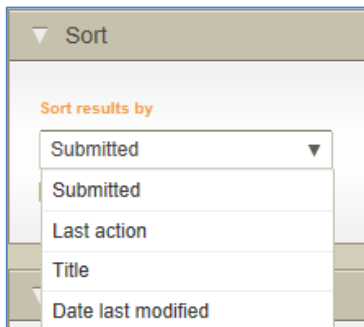 Sort
Sort results by
Submitted
Submitted
Last action
Title
Date last modified